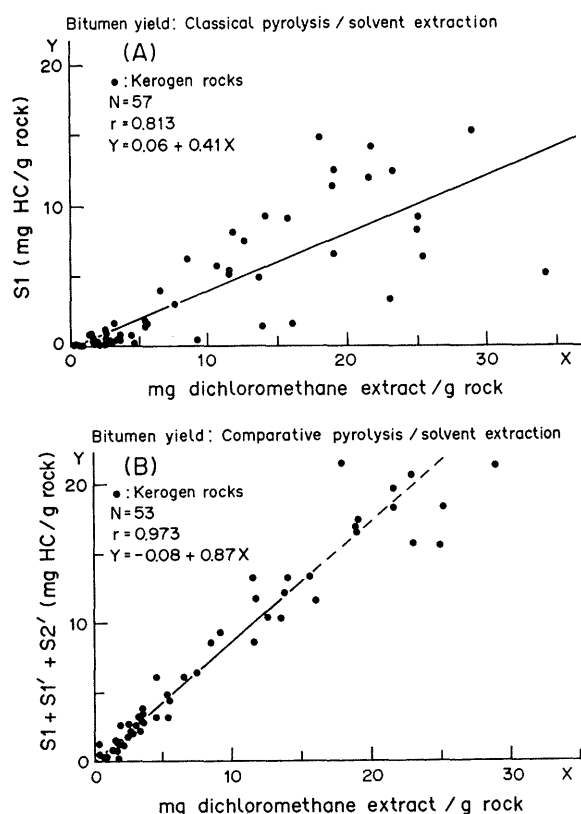 Bitumen yield: Classical pyrolysis / solvent extraction
Y
(A)
20
● : Kerogen rocks
N=57
r=0.813
Y=0.06 + 0.41X
10
0
S1 (mg HC/g rock)
0
10
20
30
X
mg dichloromethane extract/g rock
Bitumen yield: Comparative pyrolysis / solvent extraction
Y
(B)
20
● : Kerogen rocks
N=53
r=0.973
Y=-0.08 + 0.87X
10
0
S1 + S1' + S2' (mg HC/g rock)
0
10
20
30
X
mg dichloromethane extract/g rock